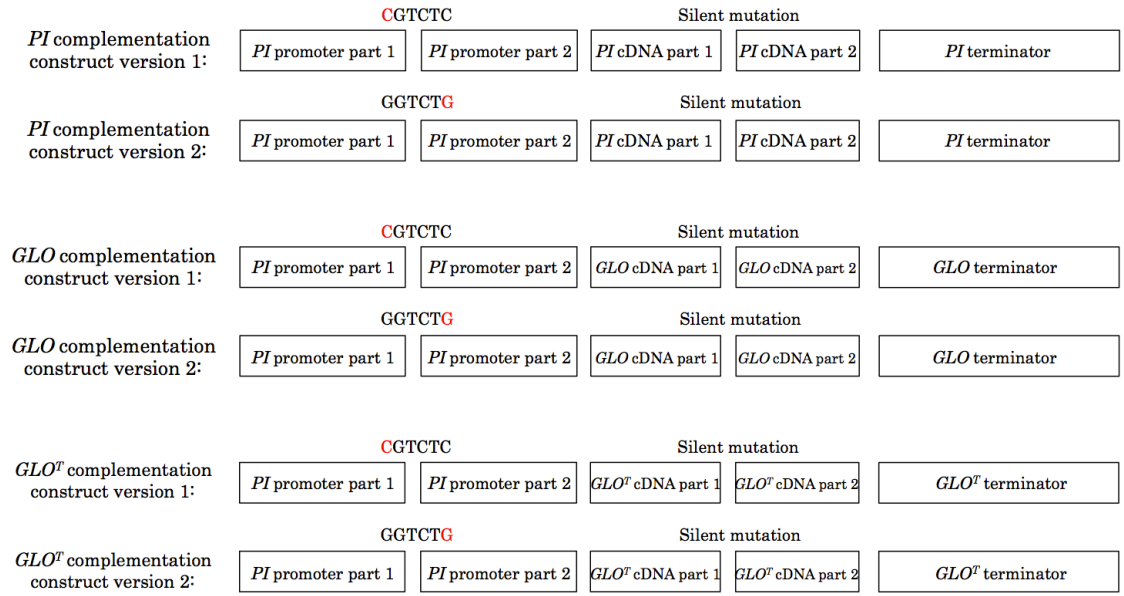 CGTCTC Silent mutation
PI complementation
construct version 1:
PI promoter part 1 PI promoter part 2 PI cDNA part 1 PI cDNA part 2 PI terminator
GGTCTG Silent mutation
PI complementation
construct version 2:
PI promoter part 1 PI promoter part 2 PI cDNA part 1 PI cDNA part 2 PI terminator
CGTCTC Silent mutation
GLO complementation
construct version 1:
PI promoter part 1 PI promoter part 2 GLO cDNA part 1 GLO cDNA part 2 GLO terminator
GGTCTG Silent mutation
GLO complementation
construct version 2:
PI promoter part 1 PI promoter part 2 GLO cDNA part 1 GLO cDNA part 2 GLO terminator
CGTCTC Silent mutation
GLOᵀ complementation
construct version 1:
PI promoter part 1 PI promoter part 2 GLOᵀ cDNA part 1 GLOᵀ cDNA part 2 GLOᵀ terminator
GGTCTG Silent mutation
GLOᵀ complementation
construct version 2:
PI promoter part 1 PI promoter part 2 GLOᵀ cDNA part 1 GLOᵀ cDNA part 2 GLOᵀ terminator